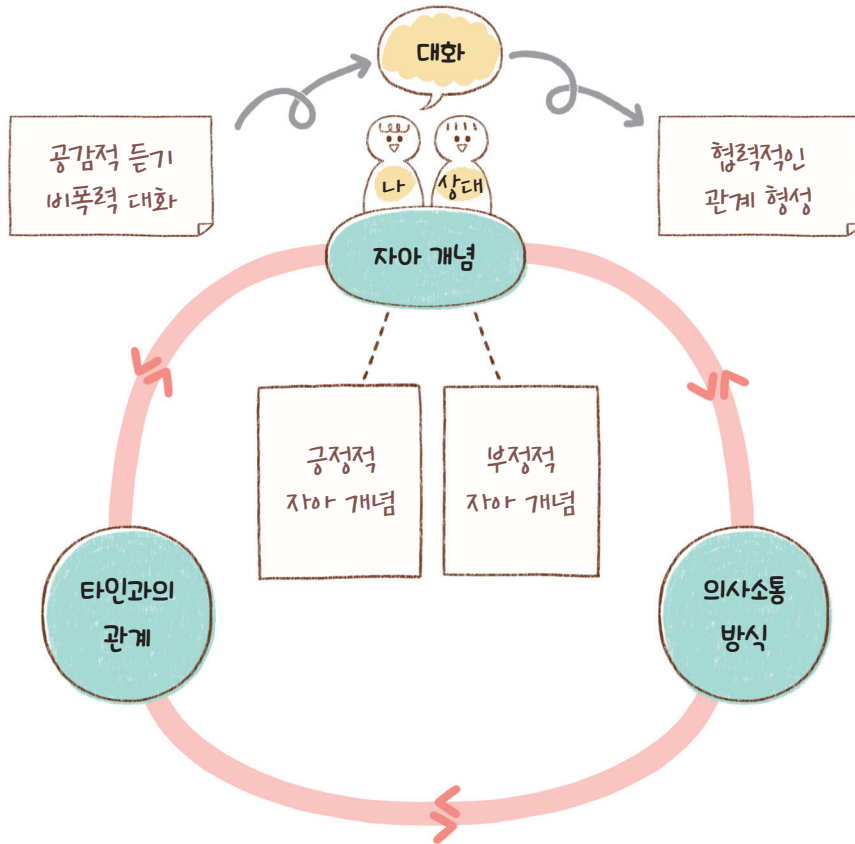 대화
공감적 듣기
비폭력 대화
나
상대
협력적인
관계 형성
자아 개념
긍정적
자아 개념
부정적
자아 개념
타인과의
관계
의사소통
방식